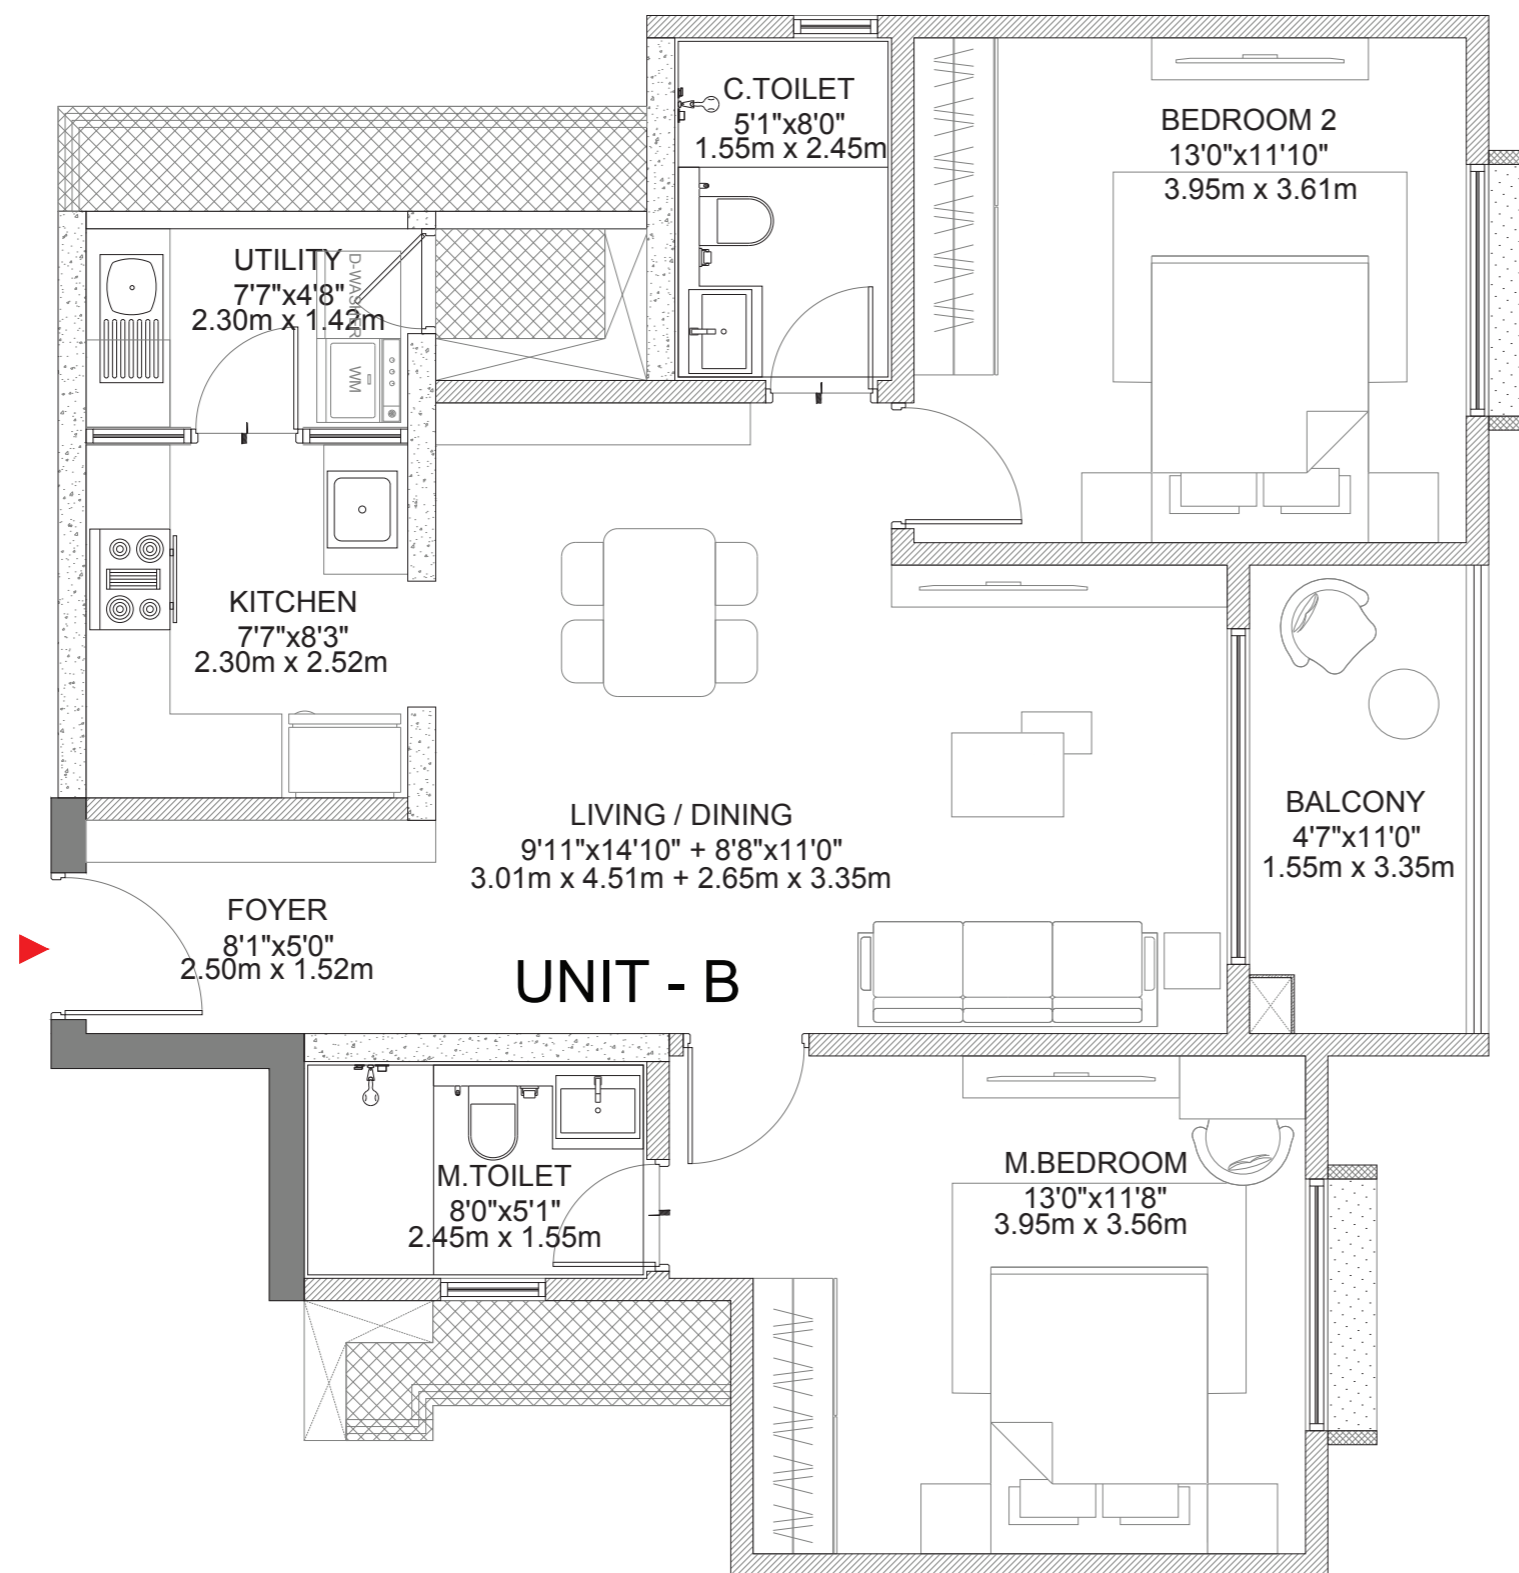 C.TOILET
5'1"x8'0"
1.55m x 2.45m
BEDROOM 2
13'0"x11'10"
3.95m x 3.61m
UTILITY
7'7"x4'8"
2.30m x 1.42m
D-WASHER
WM
KITCHEN
7'7"x8'3"
2.30m x 2.52m
LIVING / DINING
9'11"x14'10" + 8'8"x11'0"
3.01m x 4.51m + 2.65m x 3.35m
BALCONY
4'7"x11'0"
1.55m x 3.35m
FOYER
8'1"x5'0"
2.50m x 1.52m
UNIT - B
M.TOILET
8'0"x5'1"
2.45m x 1.55m
M.BEDROOM
13'0"x11'8"
3.95m x 3.56m